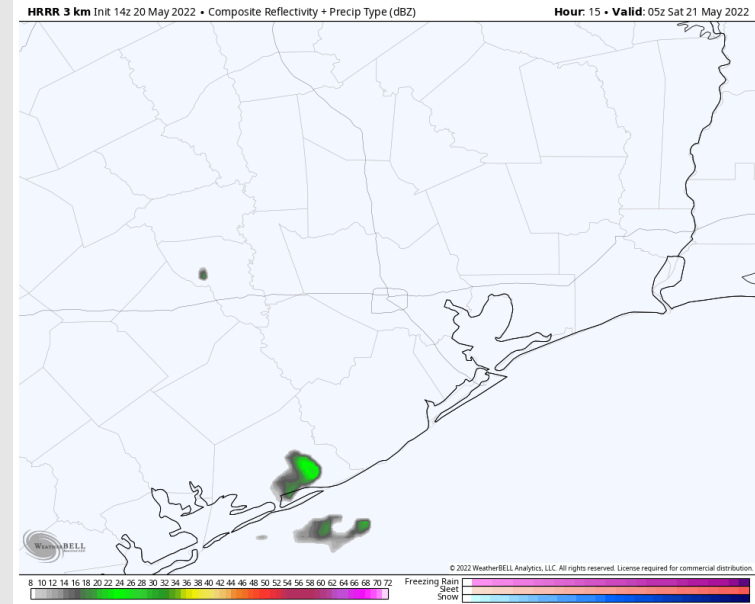 HRRR 3 km Init 14z 20 May 2022 • Composite Reflectivity + Precip Type (dBZ)
Hour: 15 • Valid: 05z Sat 21 May 2022
WEATHERBELL
© 2022 WeatherBELL Analytics, LLC. All rights reserved. License required for commercial distribution.
8 10 12 14 16 18 20 22 24 26 28 30 32 34 36 38 40 42 44 46 48 50 52 54 56 58 60 62 64 66 68 70 72
Freezing Rain
Sleet
Snow